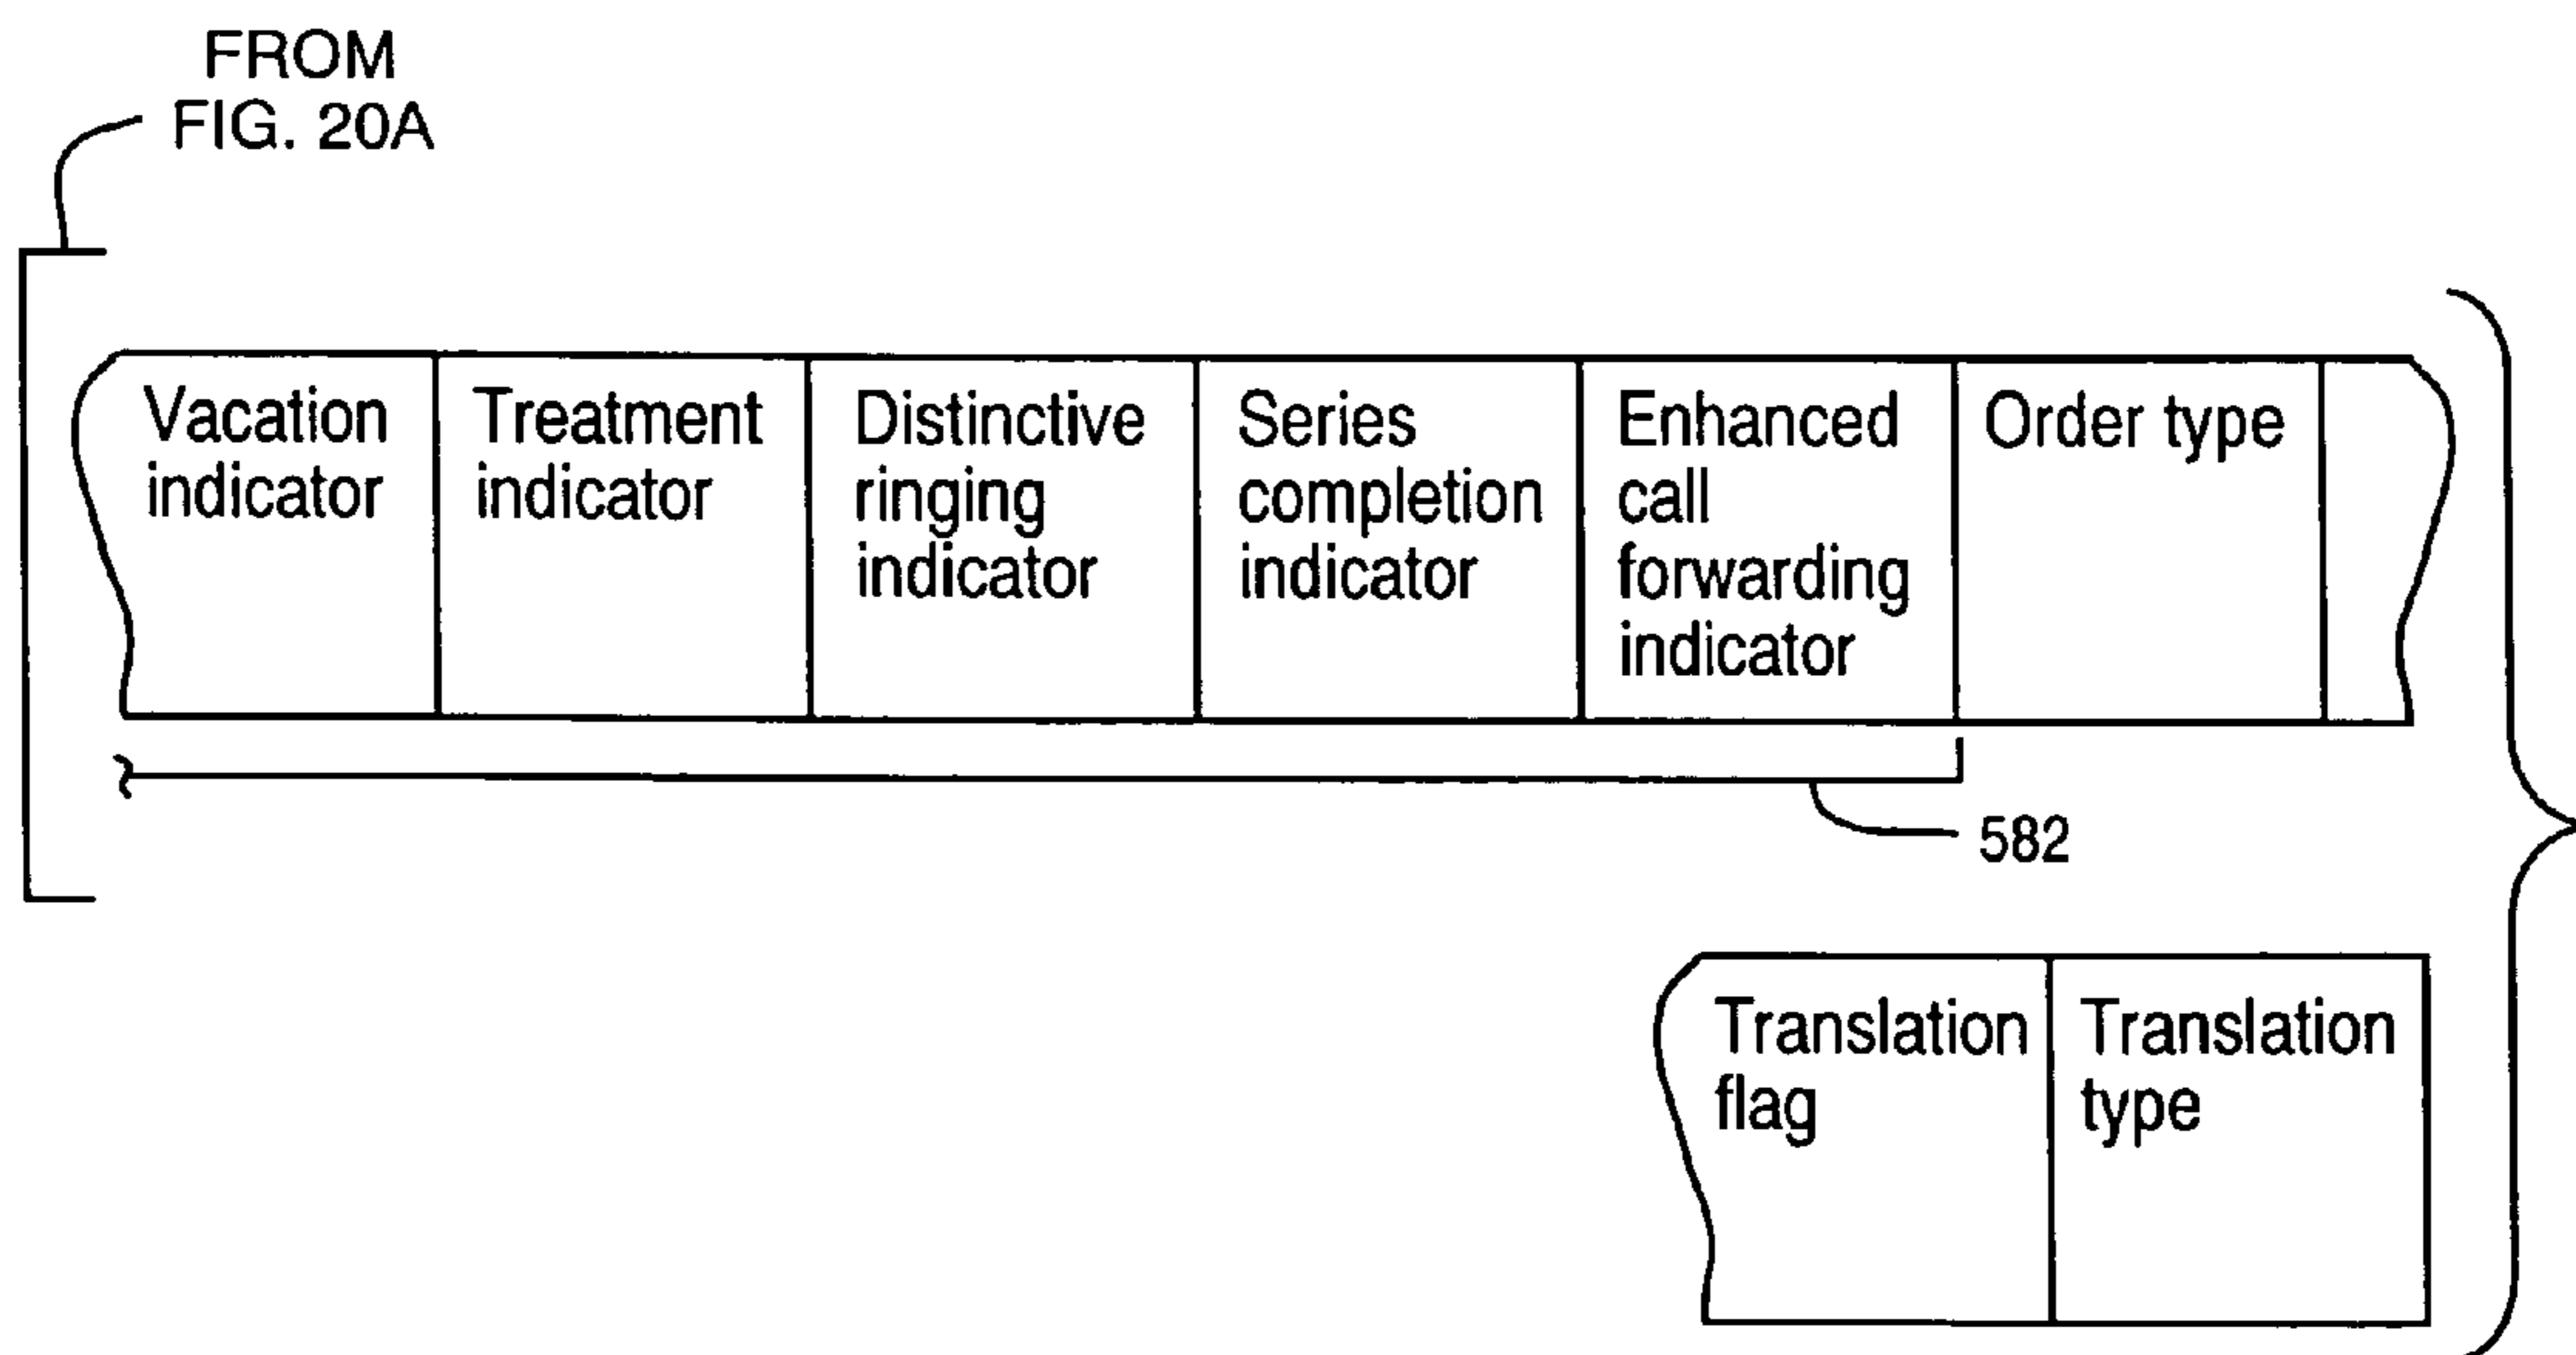 FROM
FIG. 20A
Vacation
indicator
Treatment
indicator
Distinctive
ringing
indicator
Series
completion
indicator
Enhanced
call
forwarding
indicator
Order type
582
Translation
flag
Translation
type